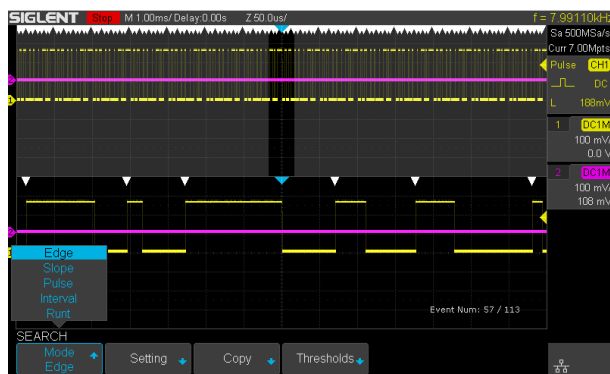 SIGLENT Stop M 1.00ms/ Delay:0.00s Z 50.0us/ f = 7.99110kHz
Sa 500MSa/s
Curr 7.00Mpts
Pulse CH1
DC
L 188mV
1 DC1M
100 mV/
0.0 V
2 DC1M
100 mV/
108 mV
Edge
Slope
Pulse
Interval
Runt
Event Num: 57 / 113
SEARCH
Mode
Edge
Setting
Copy
Thresholds